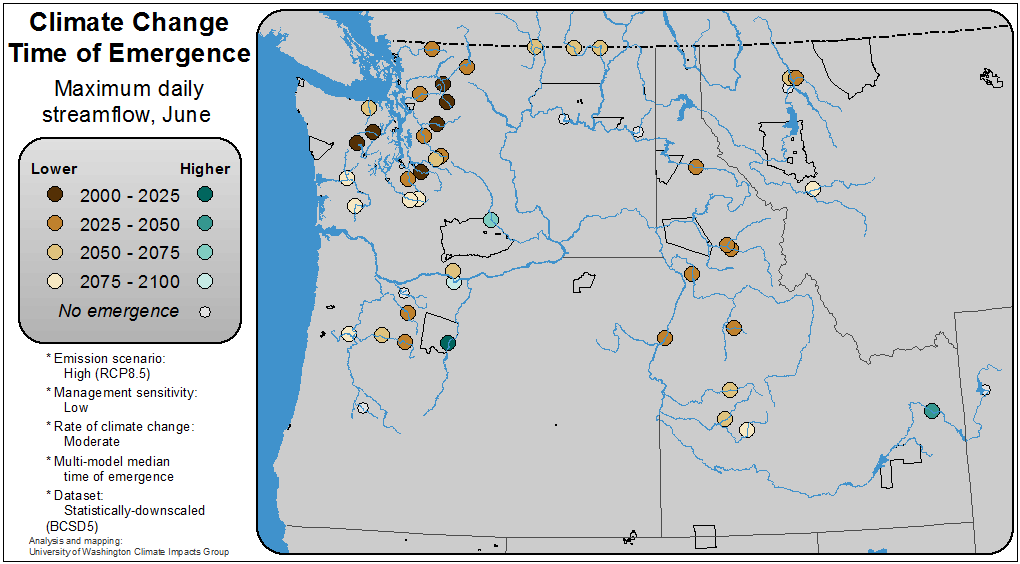 Climate Change
Time of Emergence
Maximum daily
streamflow, June
Lower Higher
2000 - 2025
2025 - 2050
2050 - 2075
2075 - 2100
No emergence
* Emission scenario:
High (RCP8.5)
* Management sensitivity:
Low
* Rate of climate change:
Moderate
* Multi-model median
time of emergence
* Dataset:
Statistically-downscaled
(BCSD5)
Analysis and mapping:
University of Washington Climate Impacts Group